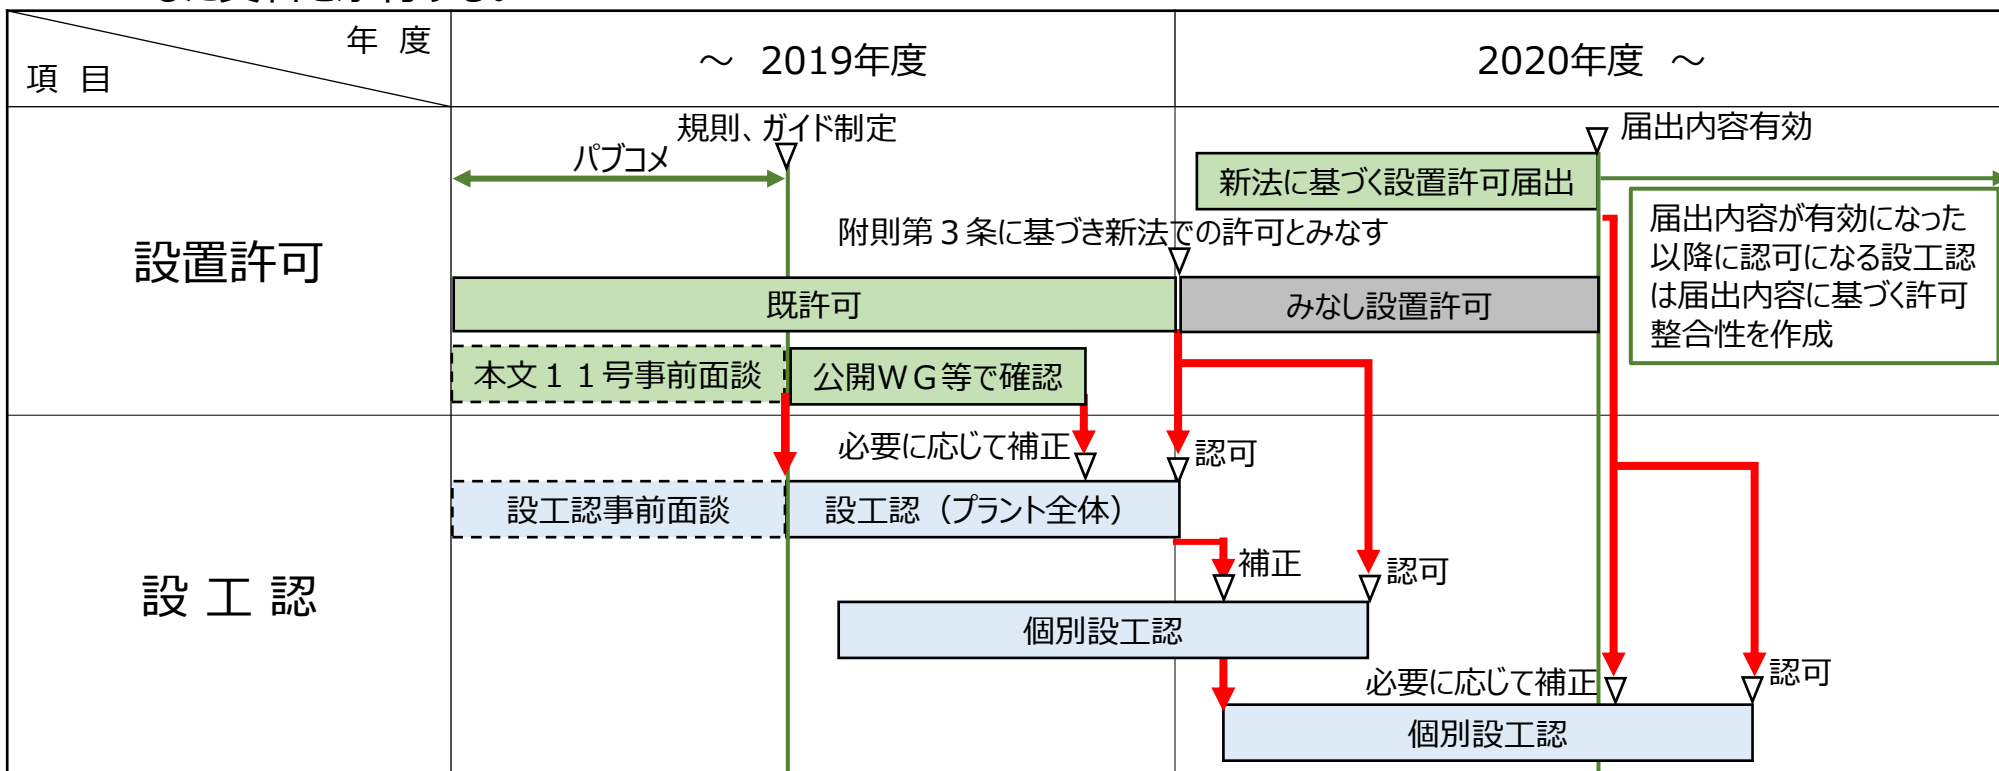 年 度
項 目
～ 2019年度
2020年度 ～
設置許可
規則、ガイド制定
パブコメ
届出内容有効
新法に基づく設置許可届出
附則第３条に基づき新法での許可とみなす
届出内容が有効になった
以降に認可になる設工認
は届出内容に基づく許可
整合性を作成
既許可
みなし設置許可
本文１１号事前面談
公開ＷＧ等で確認
設 工 認
必要に応じて補正
認可
設工認事前面談
設工認（プラント全体）
補正
認可
個別設工認
必要に応じて補正
認可
個別設工認